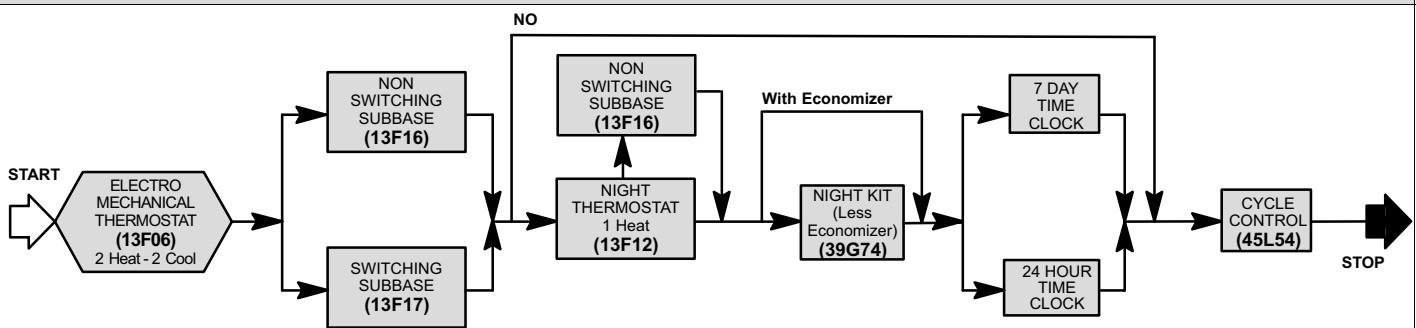 NO
START
ELECTRO
MECHANICAL
THERMOSTAT
(13F06)
2 Heat - 2 Cool
NON
SWITCHING
SUBBASE
(13F16)
SWITCHING
SUBBASE
(13F17)
NON
SWITCHING
SUBBASE
(13F16)
NIGHT
THERMOSTAT
1 Heat
(13F12)
With Economizer
NIGHT KIT
(Less
Economizer)
(39G74)
7 DAY
TIME
CLOCK
24 HOUR
TIME
CLOCK
CYCLE
CONTROL
(45L54)
STOP